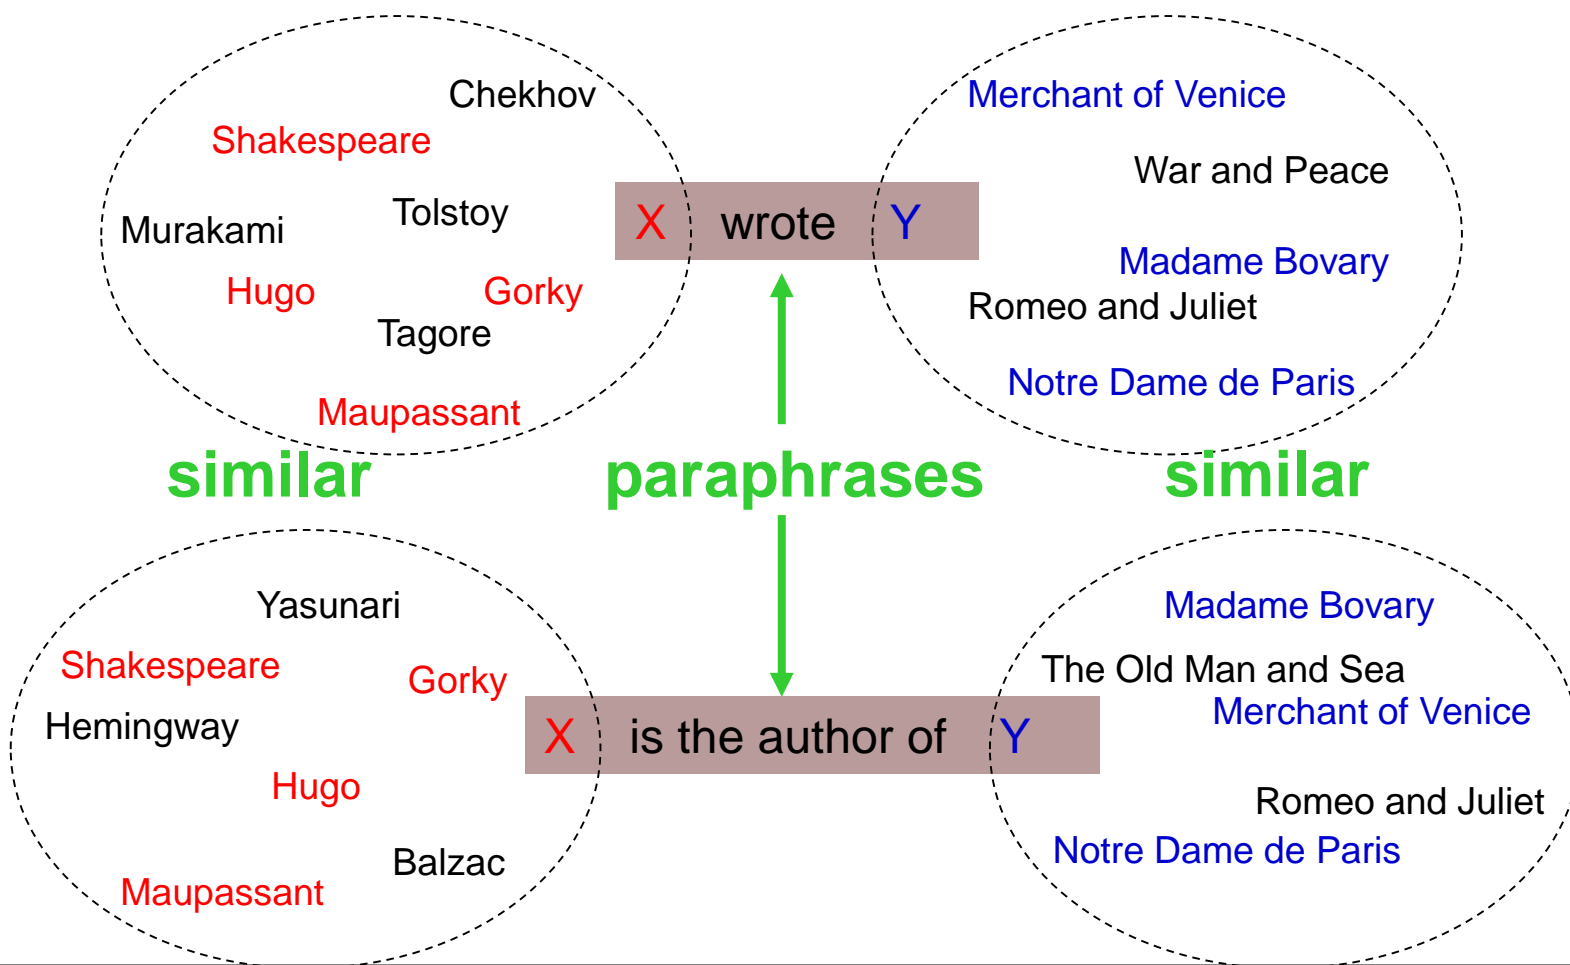 Chekhov
Shakespeare
Tolstoy
Murakami
Hugo
Gorky
Tagore
Maupassant
X wrote Y
Merchant of Venice
War and Peace
Madame Bovary
Romeo and Juliet
Notre Dame de Paris
similar
paraphrases
similar
Yasunari
Shakespeare
Gorky
Hemingway
Hugo
Balzac
Maupassant
X is the author of Y
Madame Bovary
The Old Man and Sea
Merchant of Venice
Romeo and Juliet
Notre Dame de Paris